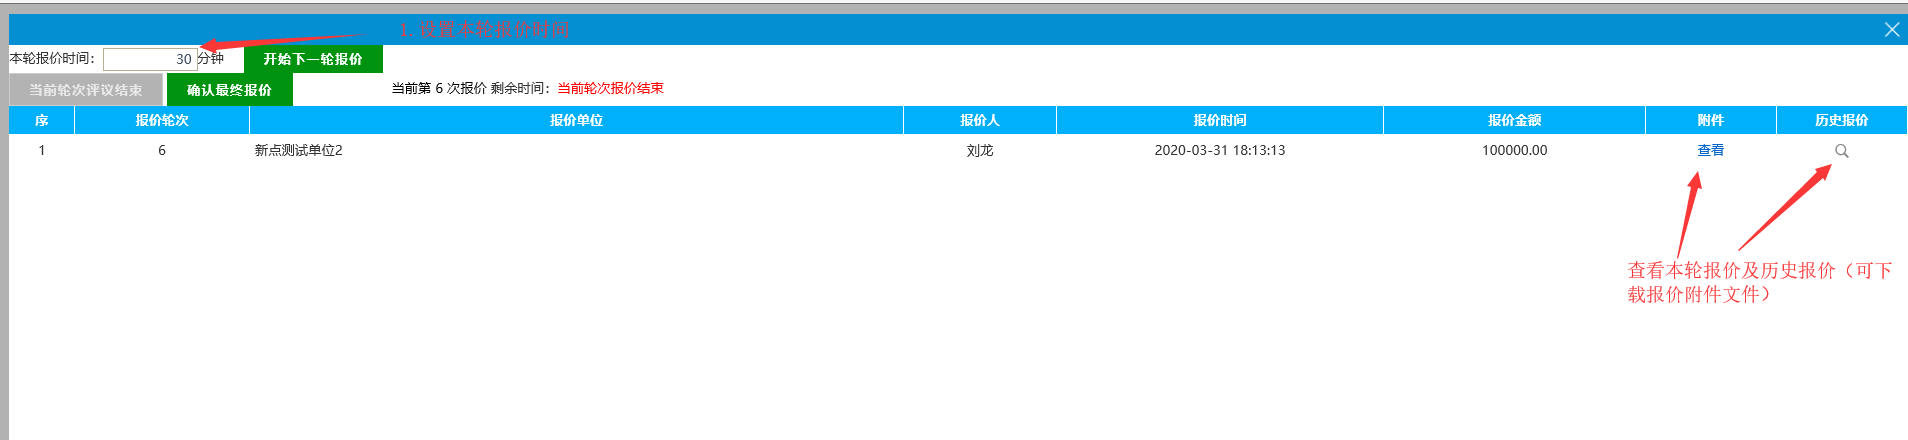 1. 设置本轮报价时间
本轮报价时间: 30 分钟 开始下一轮报价
当前轮次评议结束 确认最终报价 当前第 6 次报价 剩余时间: 当前轮次报价结束
序 报价轮次 报价单位 报价人 报价时间 报价金额 附件 历史报价
1 6 新点测试单位2 刘龙 2020-03-31 18:13:13 100000.00 查看
查看本轮报价及历史报价（可下
载报价附件文件）